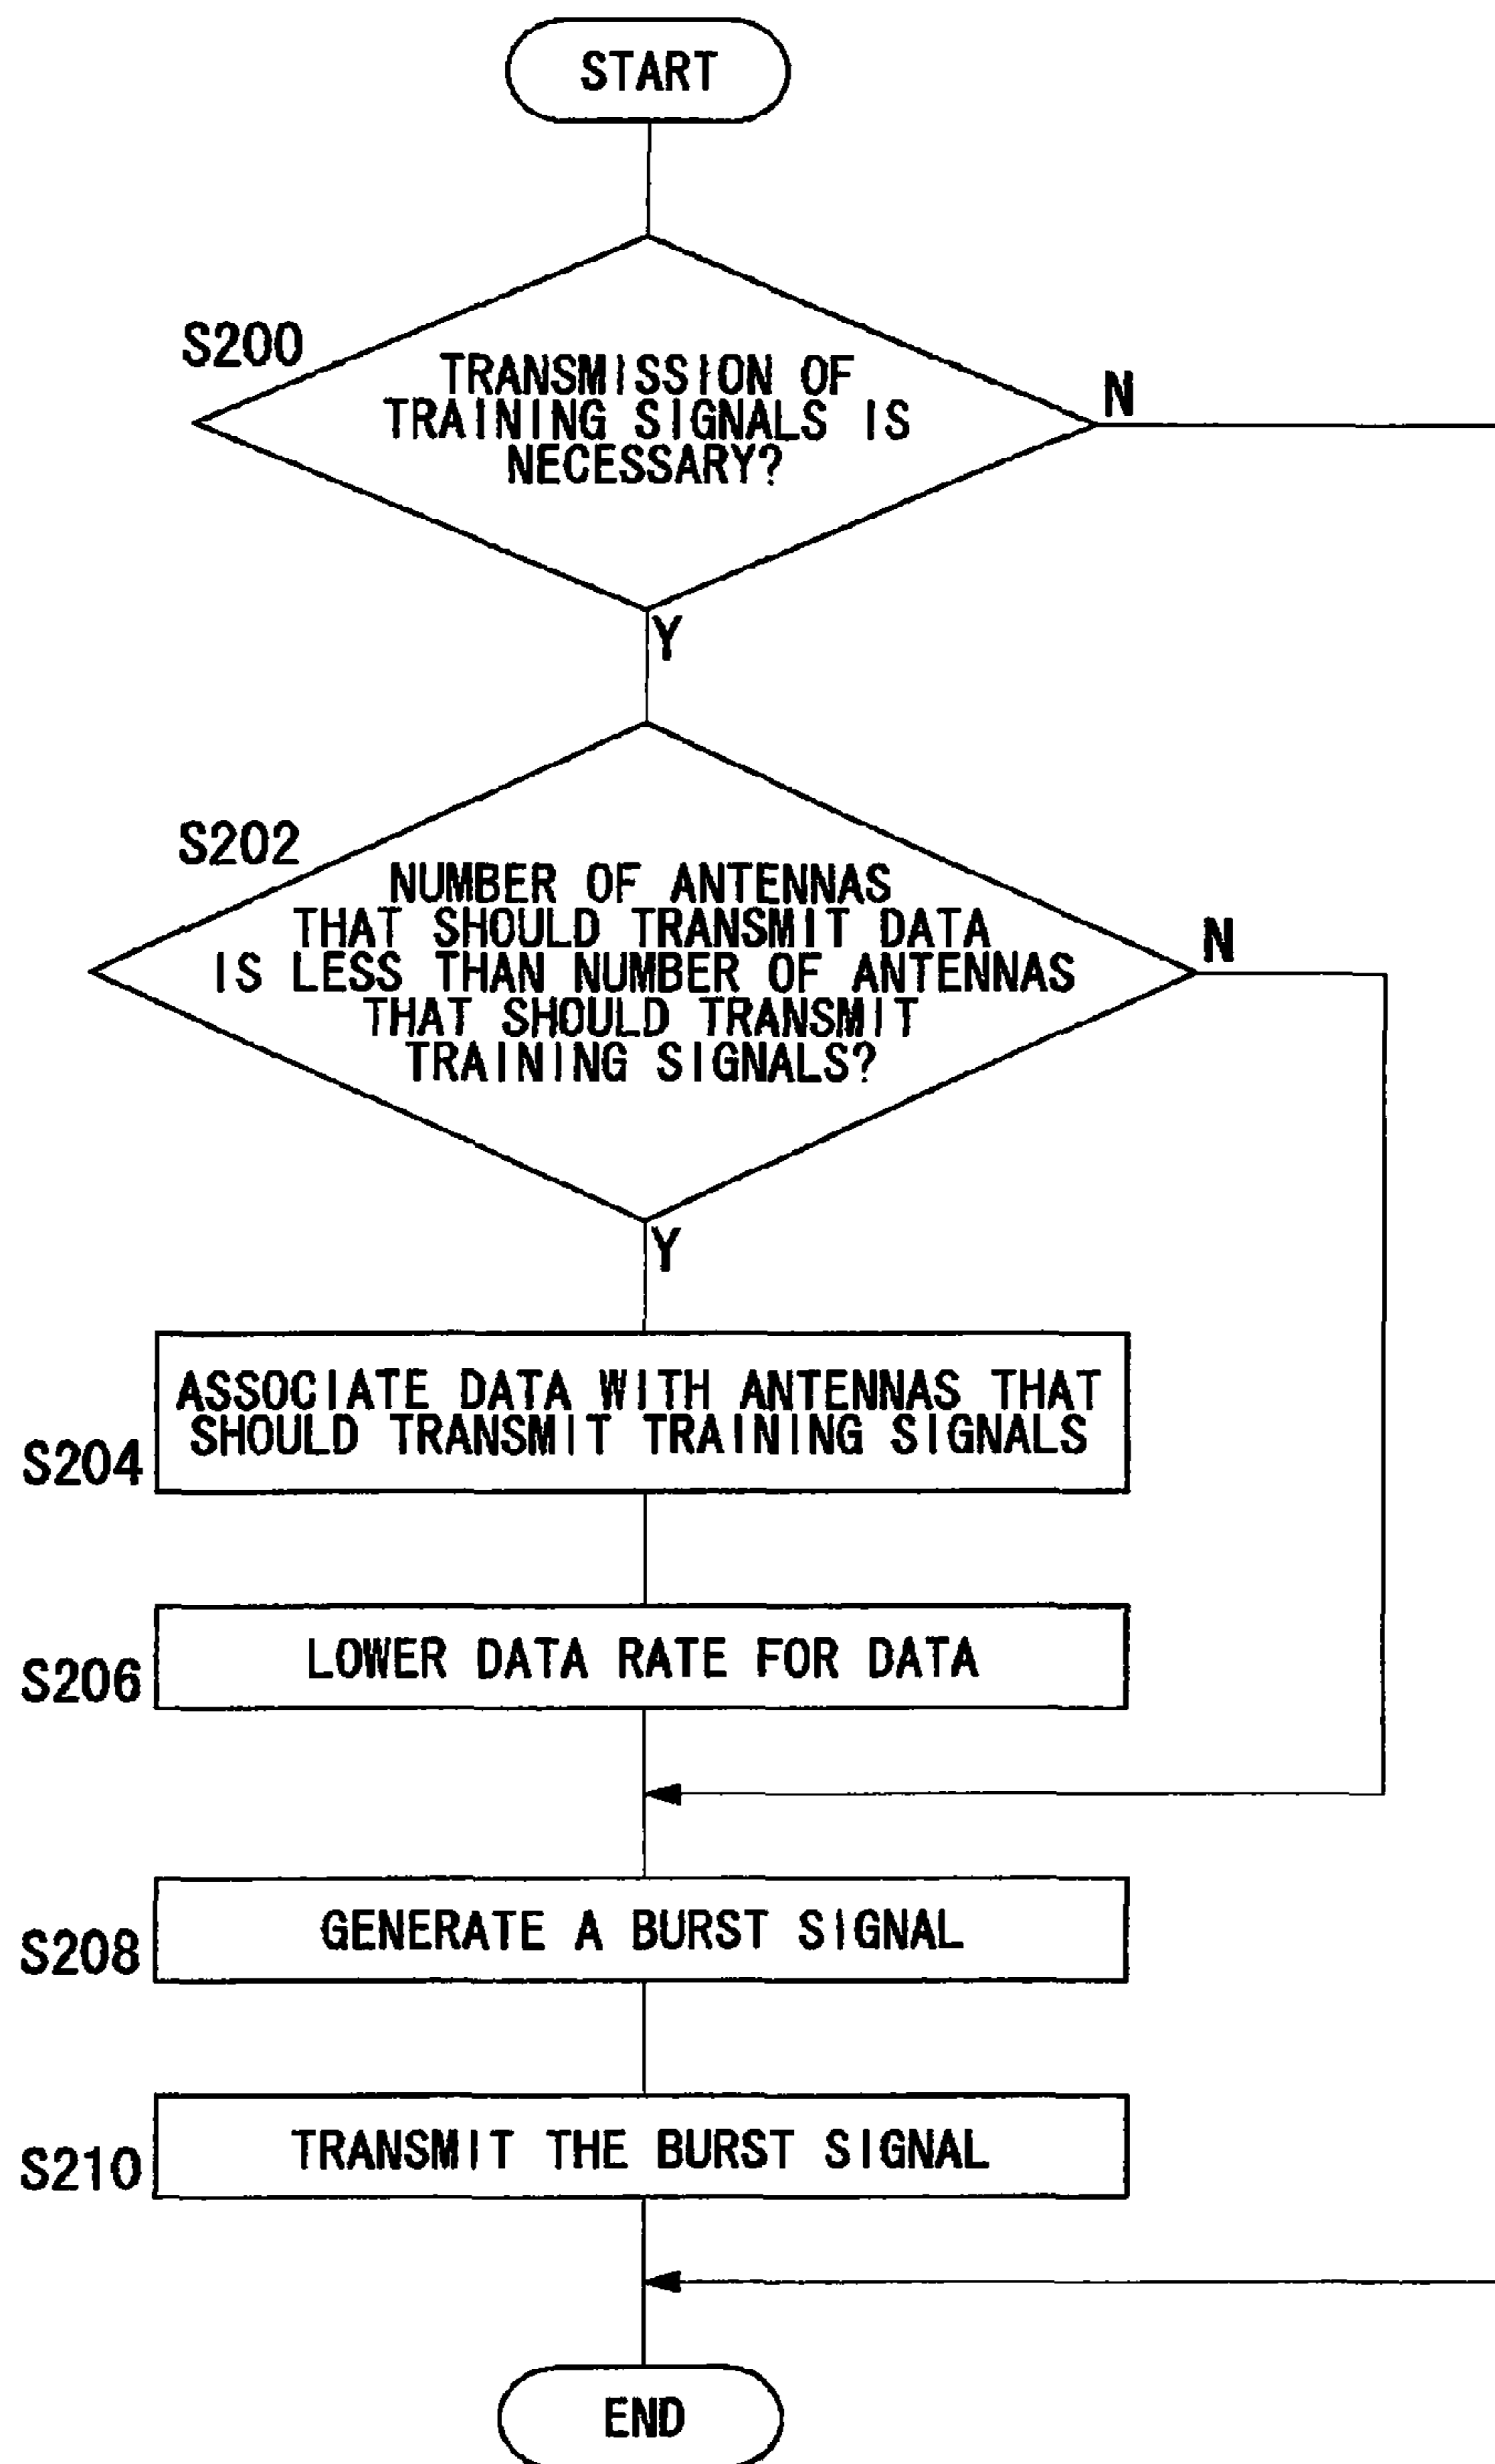 START
S200
TRANSMISSION OF
TRAINING SIGNALS IS
NECESSARY?
N
Y
S202
NUMBER OF ANTENNAS
THAT SHOULD TRANSMIT DATA
IS LESS THAN NUMBER OF ANTENNAS
THAT SHOULD TRANSMIT
TRAINING SIGNALS?
N
Y
ASSOCIATE DATA WITH ANTENNAS THAT
SHOULD TRANSMIT TRAINING SIGNALS
S204
LOWER DATA RATE FOR DATA
S206
GENERATE A BURST SIGNAL
S208
TRANSMIT THE BURST SIGNAL
S210
END